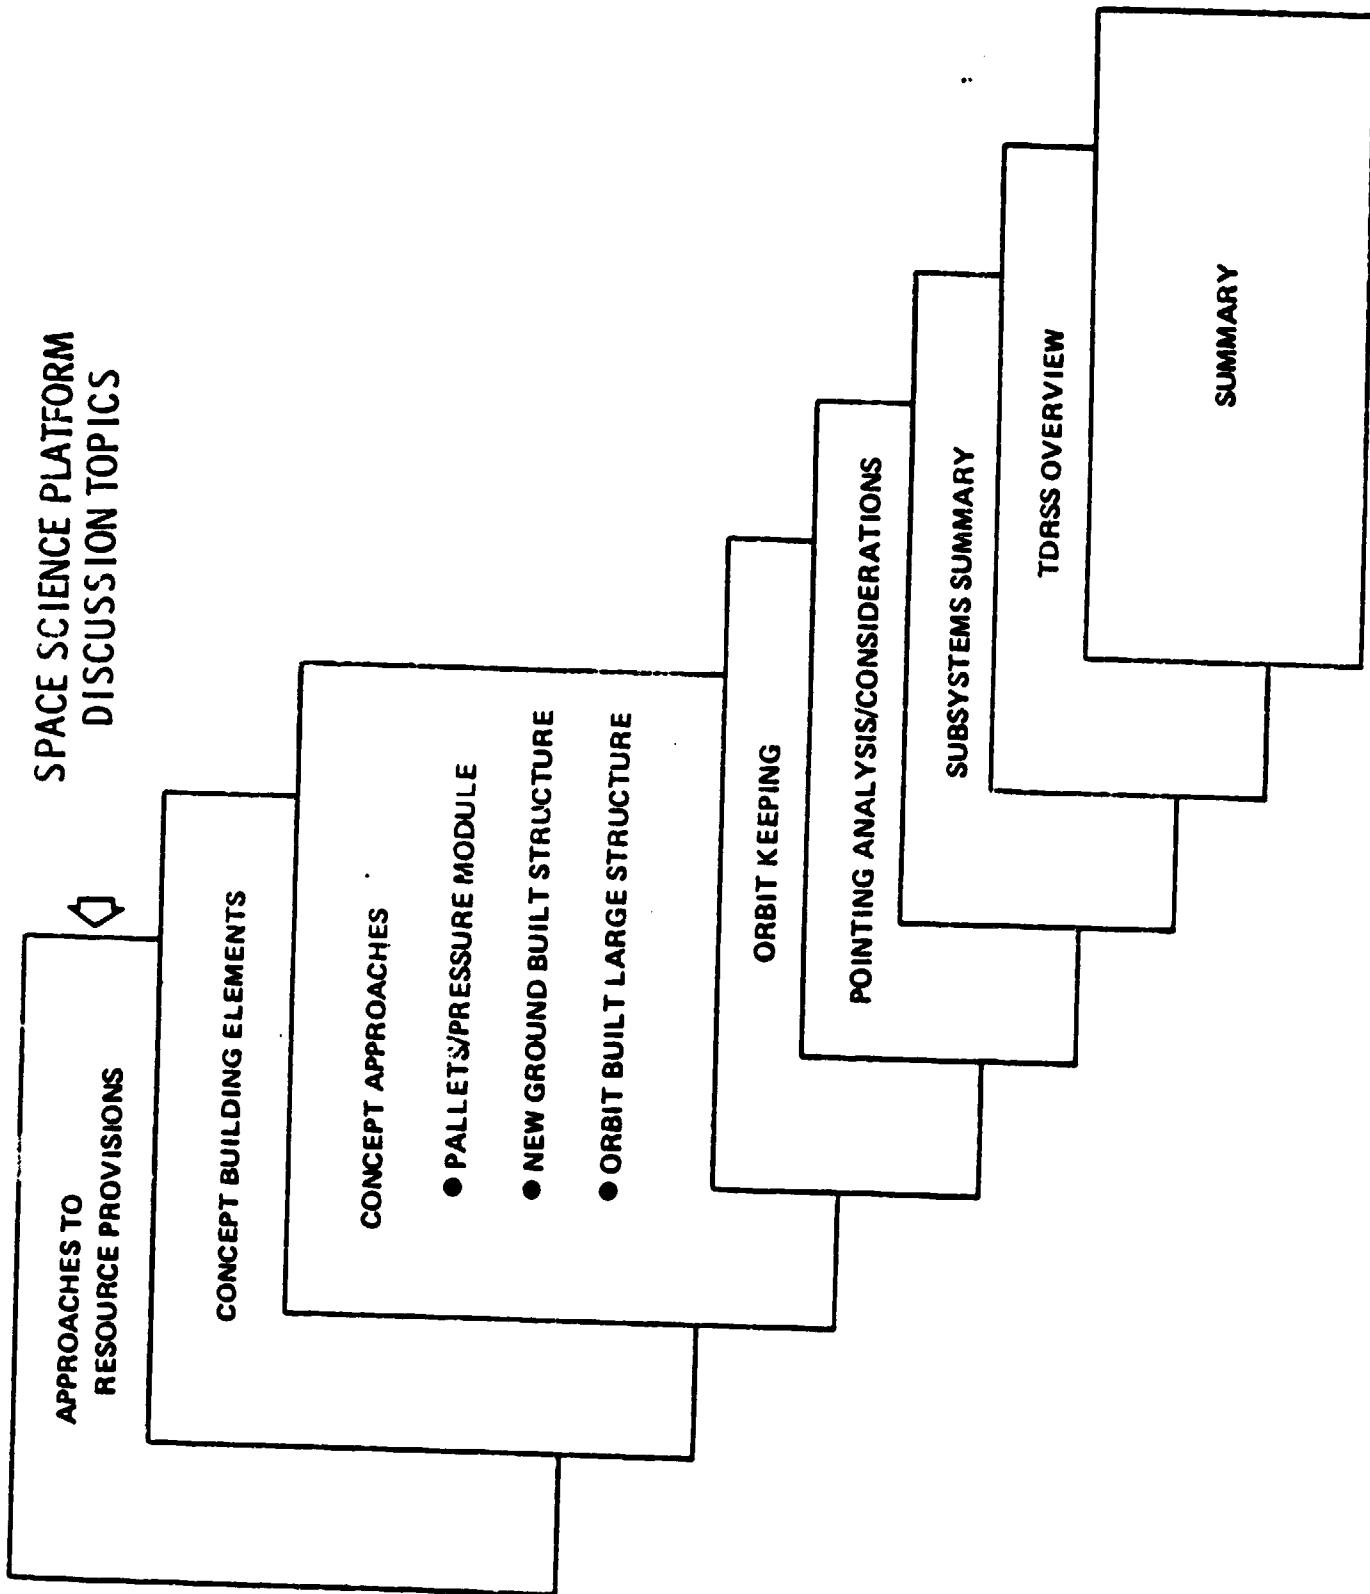 SPACE SCIENCE PLATFORM
DISCUSSION TOPICS
APPROACHES TO
RESOURCE PROVISIONS
CONCEPT BUILDING ELEMENTS
CONCEPT APPROACHES
● PALLETS/PRESSURE MODULE
● NEW GROUND BUILT STRUCTURE
● ORBIT BUILT LARGE STRUCTURE
ORBIT KEEPING
POINTING ANALYSIS/CONSIDERATIONS
SUBSYSTEMS SUMMARY
TDRSS OVERVIEW
SUMMARY